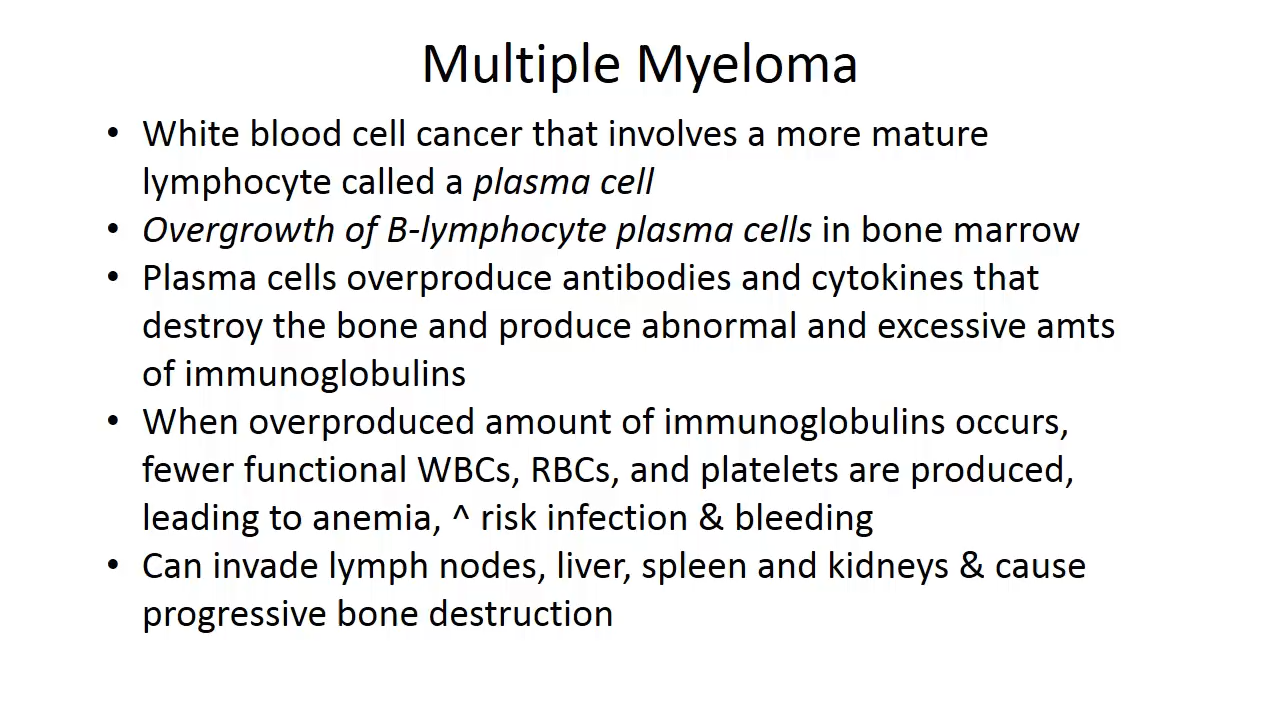 Multiple Myeloma
• White blood cell cancer that involves a more mature
lymphocyte called a plasma cell
• Overgrowth of B-lymphocyte plasma cells in bone marrow
• Plasma cells overproduce antibodies and cytokines that
destroy the bone and produce abnormal and excessive amts
of immunoglobulins
• When overproduced amount of immunoglobulins occurs,
fewer functional WBCs, RBCs, and platelets are produced,
leading to anemia, ^ risk infection & bleeding
• Can invade lymph nodes, liver, spleen and kidneys & cause
progressive bone destruction